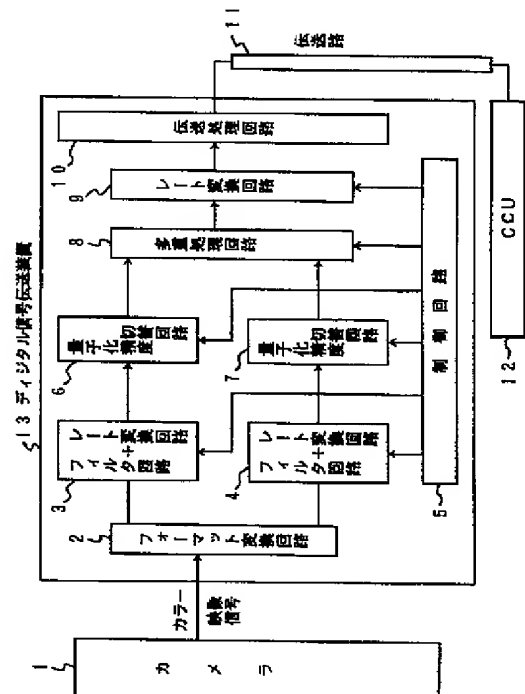 13 ディジタル信号伝送装置
1
カメラ
カラー
映像
信号
2
フォーマット変換回路
3
レート変換回路
+
フィルタ回路
4
レート変換回路
+
フィルタ回路
5
制御回路
6
量子化精度
切替回路
7
量子化精度
切替回路
8
多重処理回路
9
レート変換回路
10
伝送処理回路
11
伝送路
12
CCU